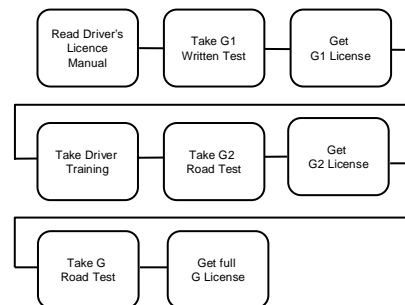 Read Driver's
Licence
Manual
Take G1
Written Test
Get
G1 License
Take Driver
Training
Take G2
Road Test
Get
G2 License
Take G
Road Test
Get full
G License